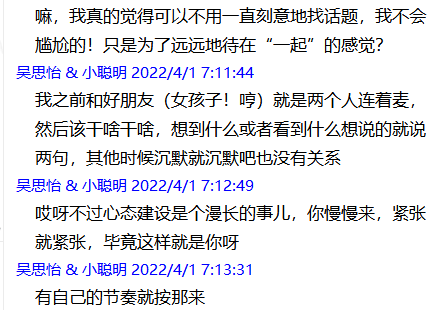 嘛，我真的觉得可以不用一直刻意地找话题，我不会
尴尬的！只是为了远远地待在“一起”的感觉？
吴思怡 & 小聪明 2022/4/1 7:11:44
我之前和好朋友（女孩子！哼）就是两个人连着麦，
然后该干啥干啥，想到什么或者看到什么想说的就说
两句，其他时候沉默就沉默吧也没有关系
吴思怡 & 小聪明 2022/4/1 7:12:49
哎呀不过心态建设是个漫长的事儿，你慢慢来，紧张
就紧张，毕竟这样就是你呀
吴思怡 & 小聪明 2022/4/1 7:13:31
有自己的节奏就按那来